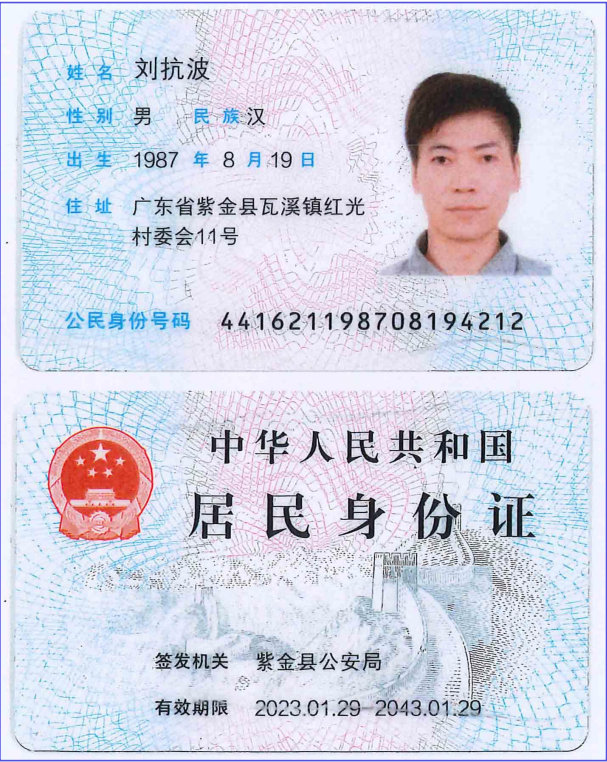 姓名 刘抗波
性别 男 民族 汉
出生 1987 年 8 月 19 日
住址 广东省紫金县瓦溪镇红光
村委会11号
公民身份号码 441621198708194212
中华人民共和国
居民身份证
签发机关 紫金县公安局
有效期限 2023.01.29-2043.01.29